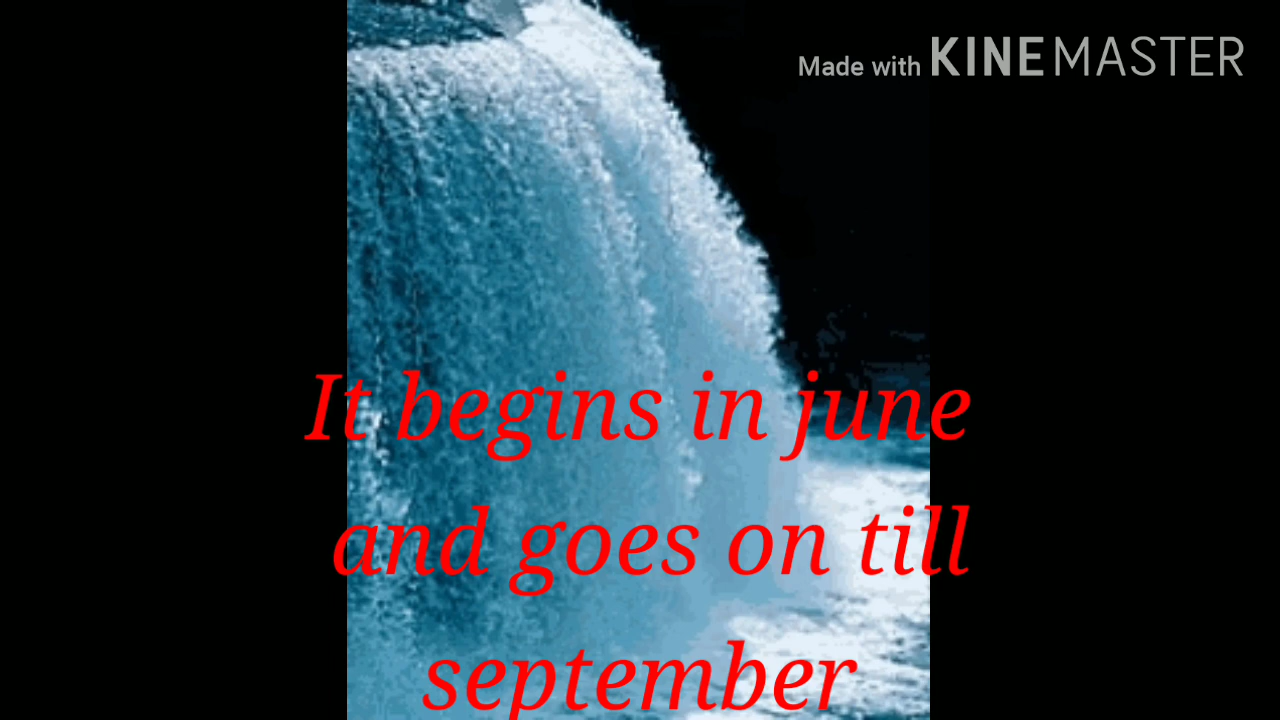 Made with KINEMASTER
It begins in june
and goes on till
september